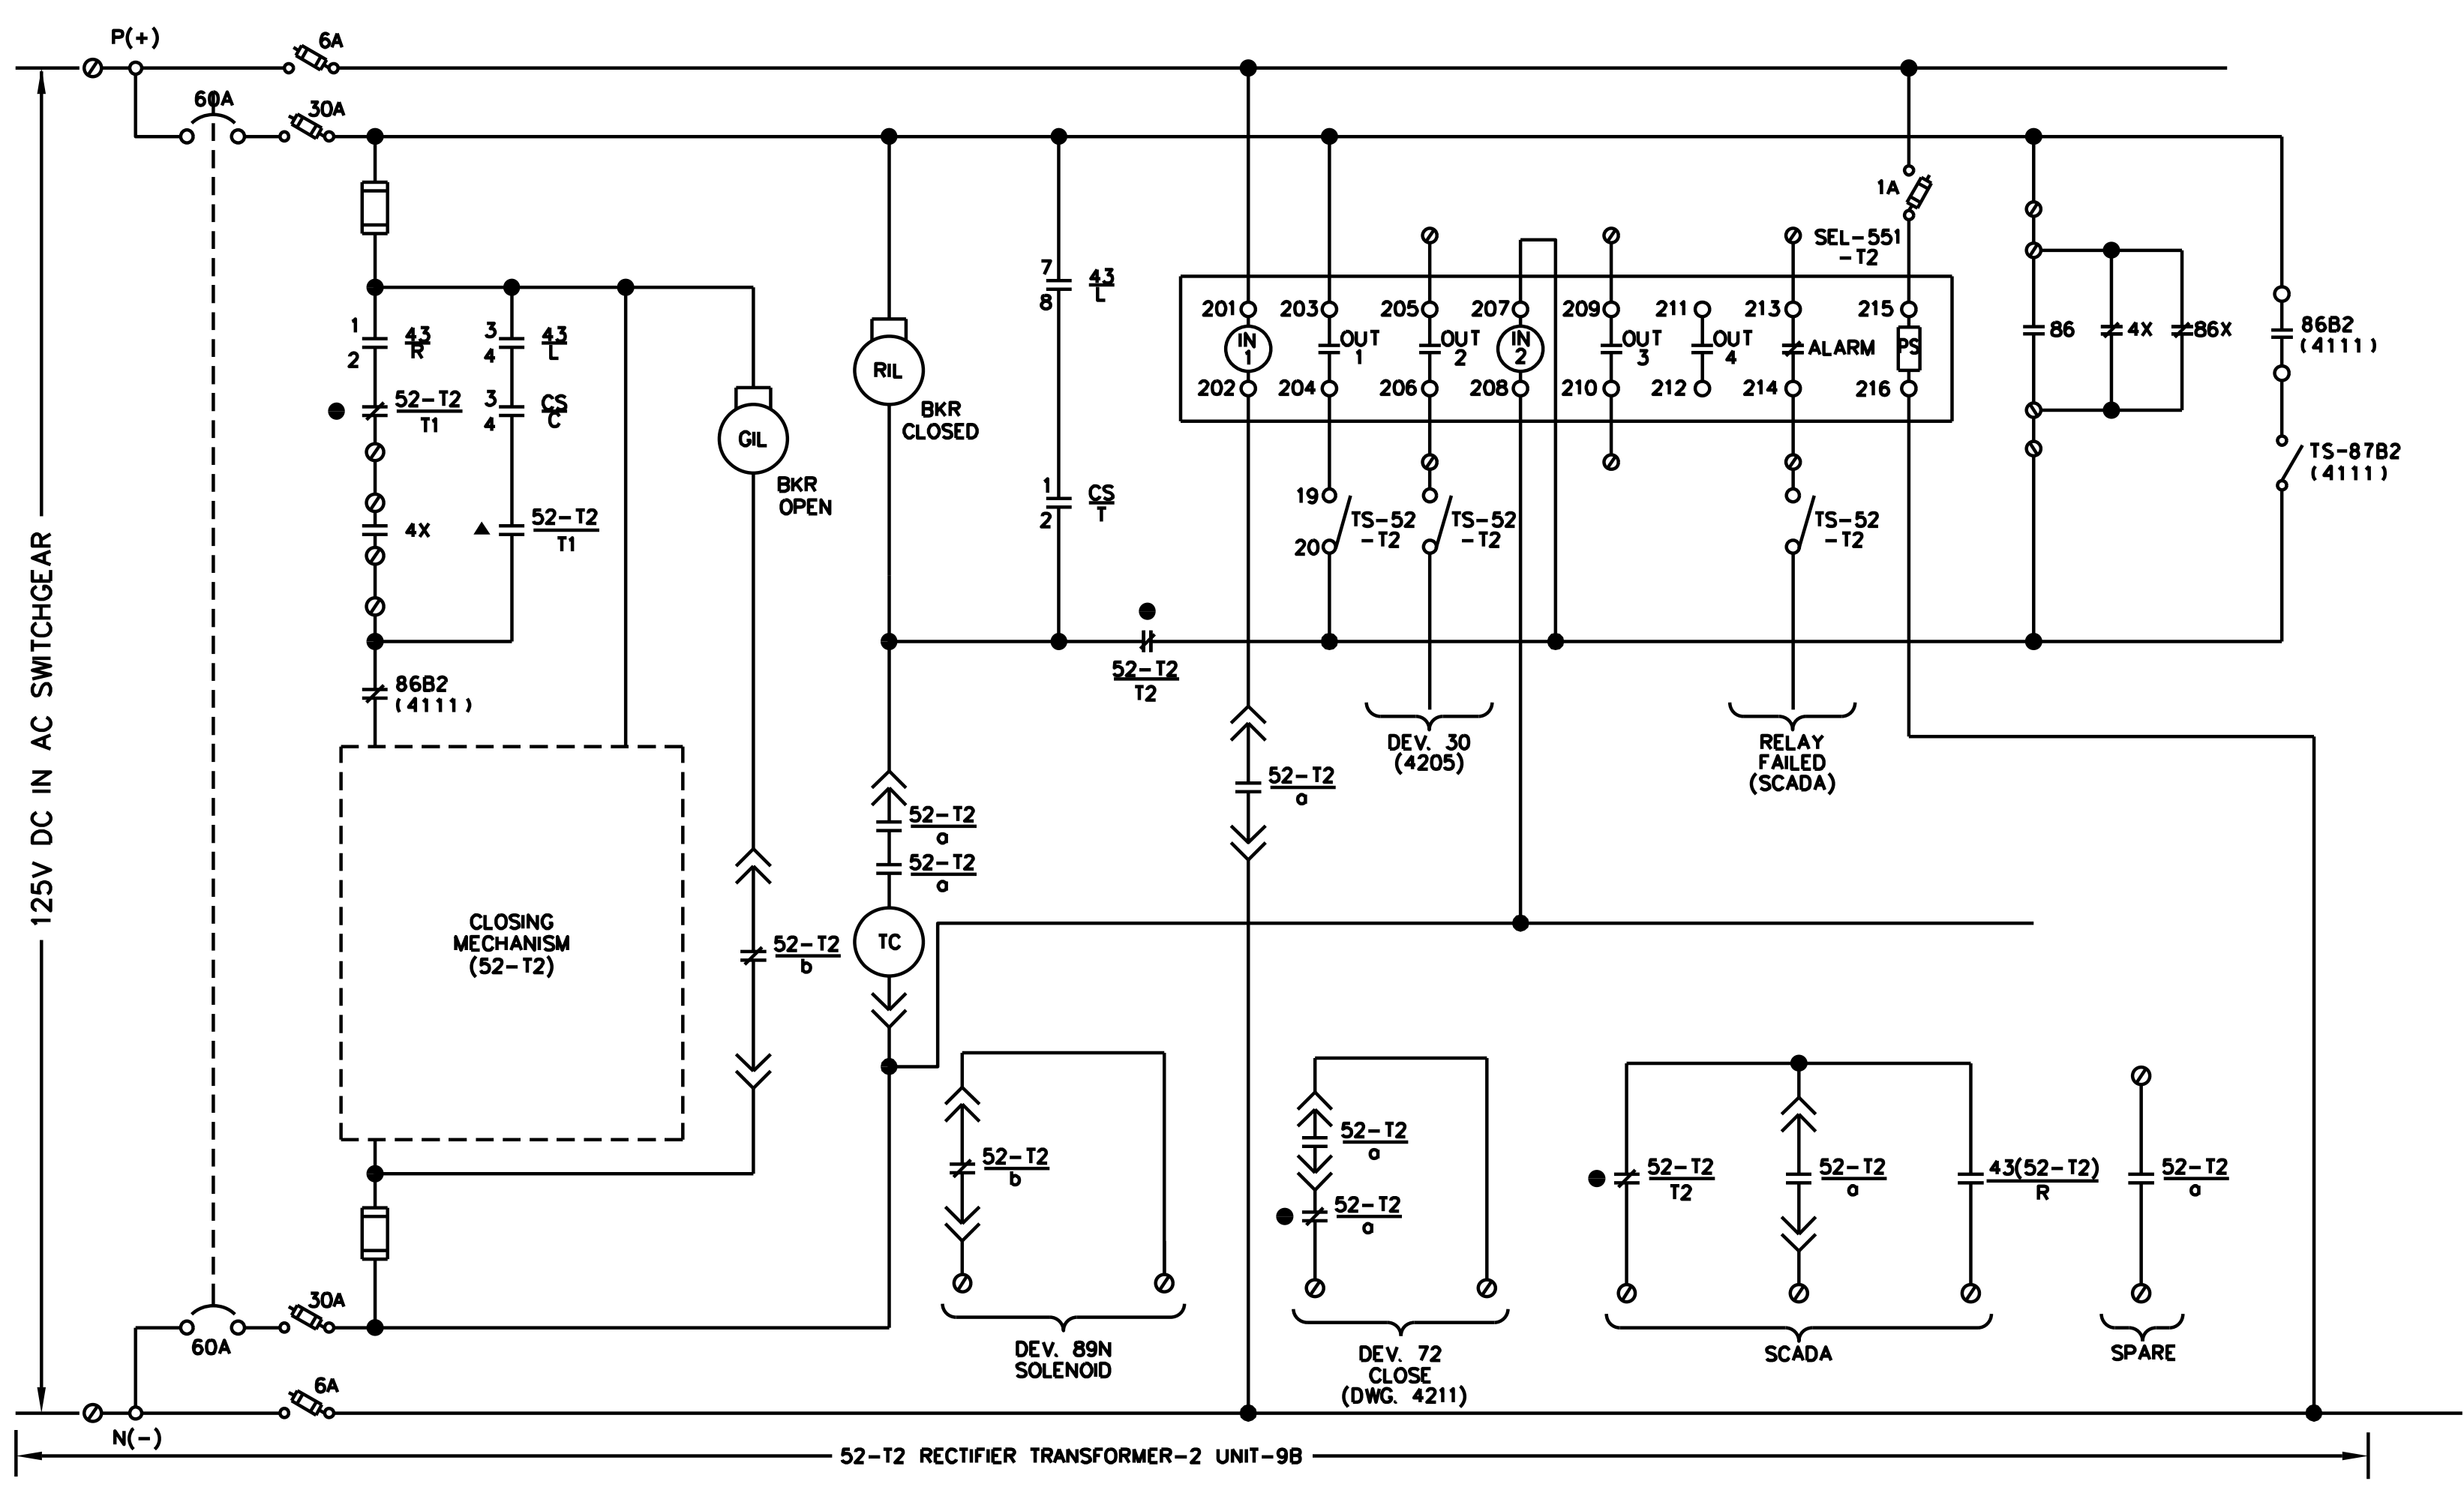 P(+)
6A
60A
30A
1A
SEL-551
-T2
7
8
43
L
1
2
43
R
3
4
43
L
52-T2
T1
3
4
CS
C
4X
52-T2
T1
86B2
(4111)
GIL
BKR
OPEN
RIL
BKR
CLOSED
1
2
CS
T
52-T2
T2
201
IN
1
202
203
OUT
1
204
205
OUT
2
206
207
IN
2
208
209
OUT
3
210
211
OUT
4
212
213
ALARM
214
215
PS
216
19
20
TS-52
-T2
TS-52
-T2
TS-52
-T2
86
4X
86X
86B2
(4111)
TS-87B2
(4111)
DEV. 30
(4205)
RELAY
FAILED
(SCADA)
125V DC IN AC SWITCHGEAR
52-T2
a
52-T2
a
52-T2
a
TC
CLOSING
MECHANISM
(52-T2)
52-T2
b
52-T2
b
DEV. 89N
SOLENOID
52-T2
a
52-T2
a
DEV. 72
CLOSE
(DWG. 4211)
52-T2
T2
52-T2
a
43(52-T2)
R
SCADA
52-T2
a
SPARE
30A
60A
6A
N(-)
52-T2 RECTIFIER TRANSFORMER-2 UNIT-9B